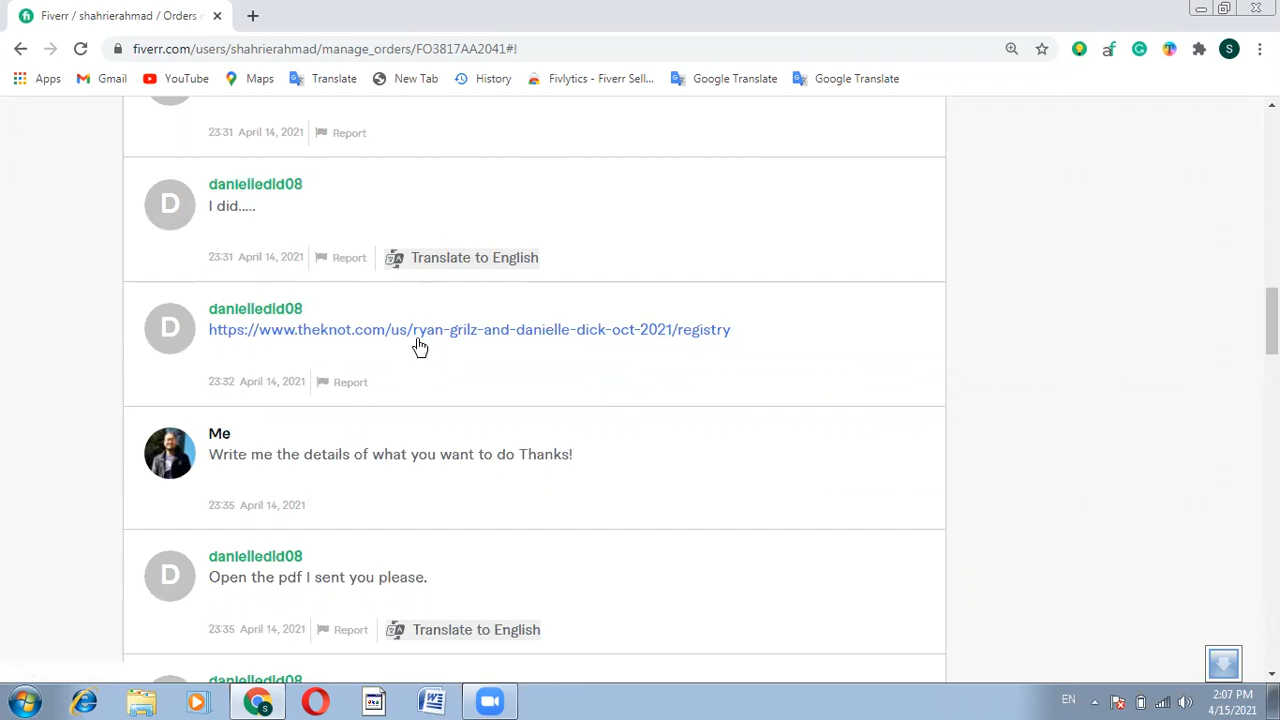 Fiverr / shahrierahmad / Orders
fiverr.com/users/shahrierahmad/manage_orders/FO3817AA2041#!
S
Apps
Gmail
YouTube
Maps
Translate
New Tab
History
Fivlytics - Fiverr Sell...
Google Translate
Google Translate
23:31 April 14, 2021
Report
D
danielledld08
I did.....
23:31 April 14, 2021
Report
Translate to English
D
danielledld08
https://www.theknot.com/us/ryan-grilz-and-danielle-dick-oct-2021/registry
23:32 April 14, 2021
Report
Me
Write me the details of what you want to do Thanks!
23:35 April 14, 2021
D
danielledld08
Open the pdf I sent you please.
23:35 April 14, 2021
Report
Translate to English
danielledld08
EN
2:07 PM
4/15/2021